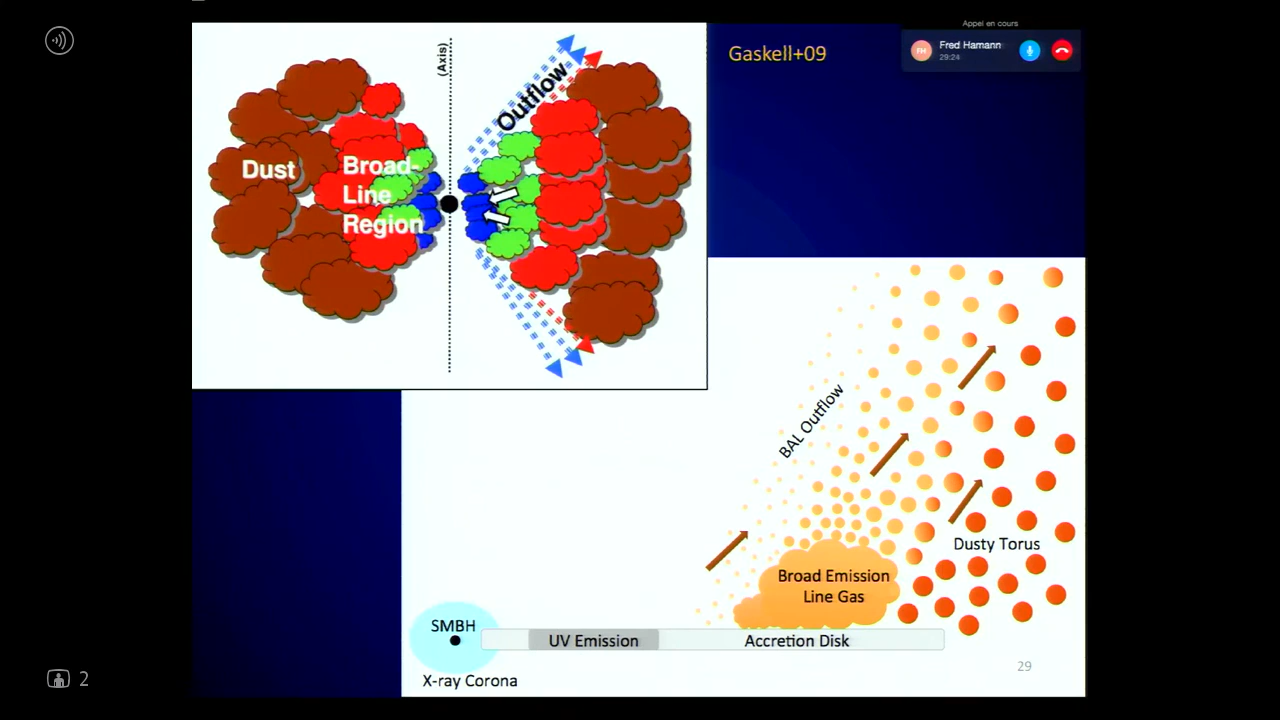 Appel en cours
FM
Fred Hamann
29:24
Gaskell+09
(Axis)
Outflow
Dust
Broad-
Line
Region
BAL Outflow
Dusty Torus
Broad Emission
Line Gas
SMBH
UV Emission
Accretion Disk
X-ray Corona
29
2